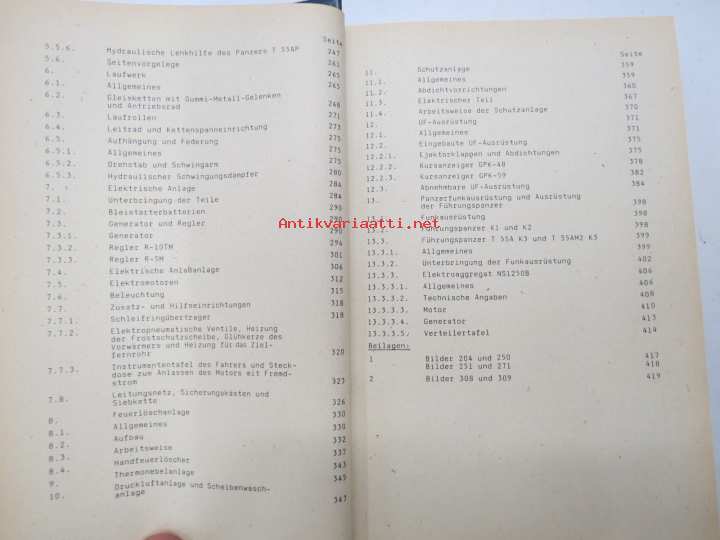 Seite
5.5.6. Hydraulische Lenkhilfe des Panzers T 55AM 247
5.6. Seitenvorgelege 261
6. Laufwerk 265
6.1. Allgemeines 265
6.2. Gleisketten mit Gummi-Metall-Gelenken
und Antriebsrad 268
6.3. Laufrollen 271
6.4. Leitrad und Kettenspanneinrichtung 273
6.5. Aufhängung und Federung 275
6.5.1. Allgemeines 275
6.5.2. Drehstab und Schwingarm 275
6.5.3. Hydraulischer Schwingungsdämpfer 280
7. Elektrische Anlage 284
7.1. Unterbringung der Teile 284
7.2. Bleistarterbatterien 290
7.3. Generator und Regler 290
7.3.1. Generator
7.3.2. Regler R-10TM 294
7.3.3. Regler R-5M 301
7.4. Elektrische Anlaßanlage 306
7.5. Elektromotoren 312
7.6. Beleuchtung 315
7.7. Zusatz- und Hilfseinrichtungen 318
7.7.1. Schleifringübertreger 318
7.7.2. Elektropneumatische Ventile, Heizung
der Frostschutzscheibe, Glühkerze des
Vorwärmers und Heizung für das Ziel-
fernrohr 320
7.7.3. Instrumententafel des Fahrers und Steck-
dose zum Anlassen des Motors mit Fremd-
strom 323
7.8. Leitungsnetz, Sicherungskästen und
Siebkette 326
8. Feuerlöschanlage 330
8.1. Allgemeines 330
8.2. Aufbau 332
8.3. Arbeitsweise 337
8.4. Handfeuerlöscher 343
9. Thermonebelanlage 345
10. Druckluftanlage und Scheibenwasch-
anlage 347
Seite
11. Schutzanlage 359
11.1. Allgemeines 359
11.2. Abdichtvorrichtungen 360
11.3. Elektrischer Teil 367
11.4. Arbeitsweise der Schutzanlage 370
12. UF-Ausrüstung 371
12.1. Allgemeines 371
12.2. Eingebaute UF-Ausrüstung 375
12.2.1. Ejektorklappen und Abdichtungen 375
12.2.2. Kursanzeiger GPK-48 378
12.2.3. Kursanzeiger GPK-59 382
12.3. Abnehmbare UF-Ausrüstung 384
13. Panzerfunkausrüstung und Ausrüstung
der Führungspanzer 398
Funkausrüstung 398
13.2. Führungspanzer K1 und K2 398
13.3. Führungspanzer T 55A K3 und T 55AM2 K3 399
13.3.1. Allgemeines 399
13.3.2. Unterbringung der Funkausrüstung 402
13.3.3. Elektroaggregat NS1250B 406
13.3.3.1. Allgemeines 406
13.3.3.2. Technische Angaben 408
13.3.3.3. Motor 410
13.3.3.4. Generator 413
13.3.3.5. Verteilertafel 414
Beilagen:
1 Bilder 204 und 250 417
Bilder 251 und 271 418
2 Bilder 308 und 309 419
Antikvariaatti.net